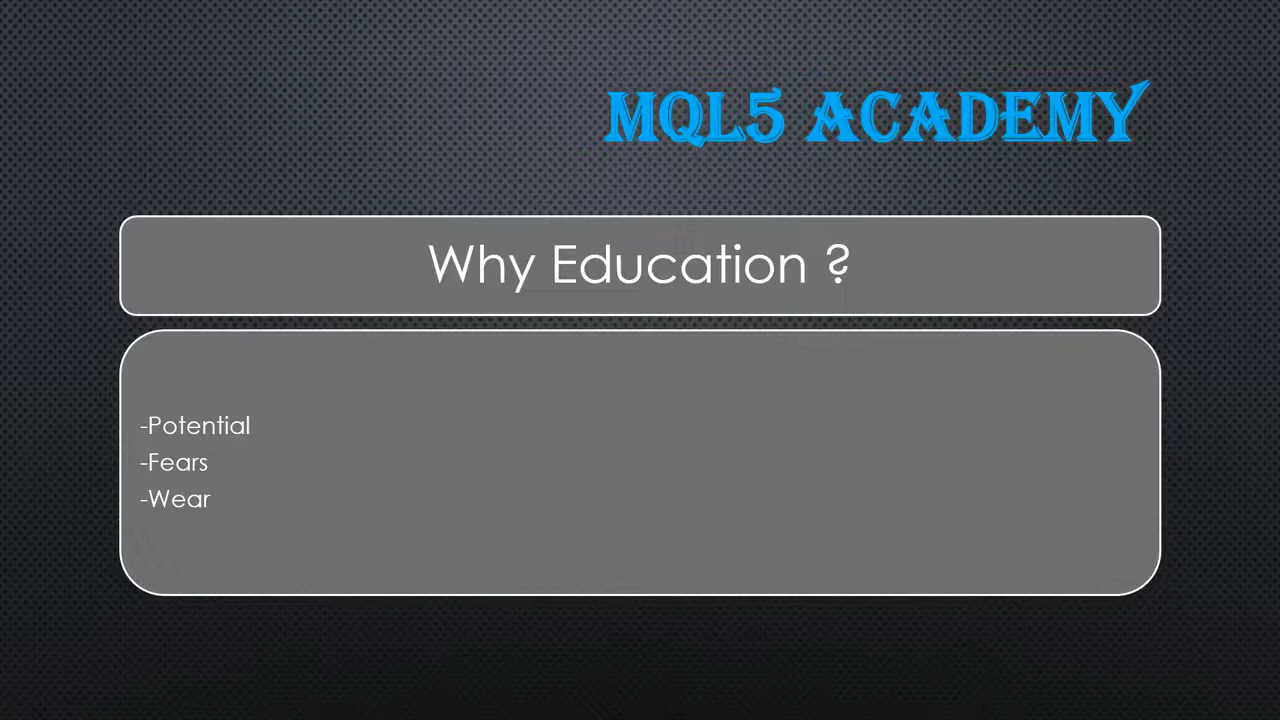 MQL5 ACADEMY
Why Education ?
-Potential
-Fears
-Wear